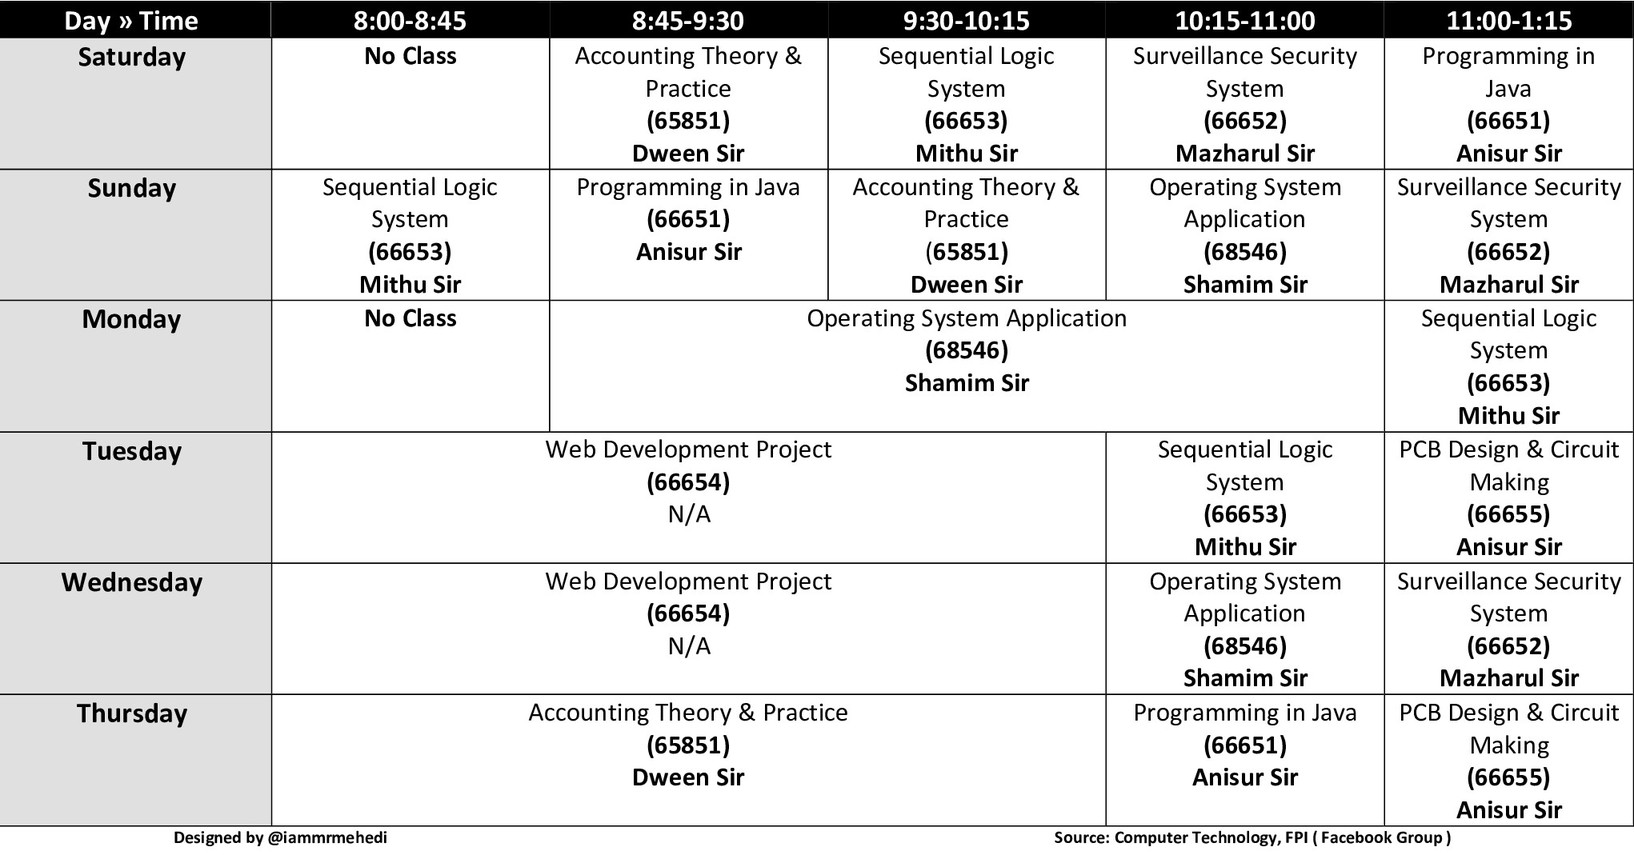 Day » Time 8:00-8:45 8:45-9:30 9:30-10:15 10:15-11:00 11:00-1:15
Saturday
No Class
Accounting Theory &
Practice
(65851)
Dween Sir
Sequential Logic
System
(66653)
Mithu Sir
Surveillance Security
System
(66652)
Mazharul Sir
Programming in
Java
(66651)
Anisur Sir
Sunday
Sequential Logic
System
(66653)
Mithu Sir
Programming in Java
(66651)
Anisur Sir
Accounting Theory &
Practice
(65851)
Dween Sir
Operating System
Application
(68546)
Shamim Sir
Surveillance Security
System
(66652)
Mazharul Sir
Monday
No Class
Operating System Application
(68546)
Shamim Sir
Sequential Logic
System
(66653)
Mithu Sir
Tuesday
Web Development Project
(66654)
N/A
Sequential Logic
System
(66653)
Mithu Sir
PCB Design & Circuit
Making
(66655)
Anisur Sir
Wednesday
Web Development Project
(66654)
N/A
Operating System
Application
(68546)
Shamim Sir
Surveillance Security
System
(66652)
Mazharul Sir
Thursday
Accounting Theory & Practice
(65851)
Dween Sir
Programming in Java
(66651)
Anisur Sir
PCB Design & Circuit
Making
(66655)
Anisur Sir
Designed by @iammrmehedi
Source: Computer Technology, FPI ( Facebook Group )